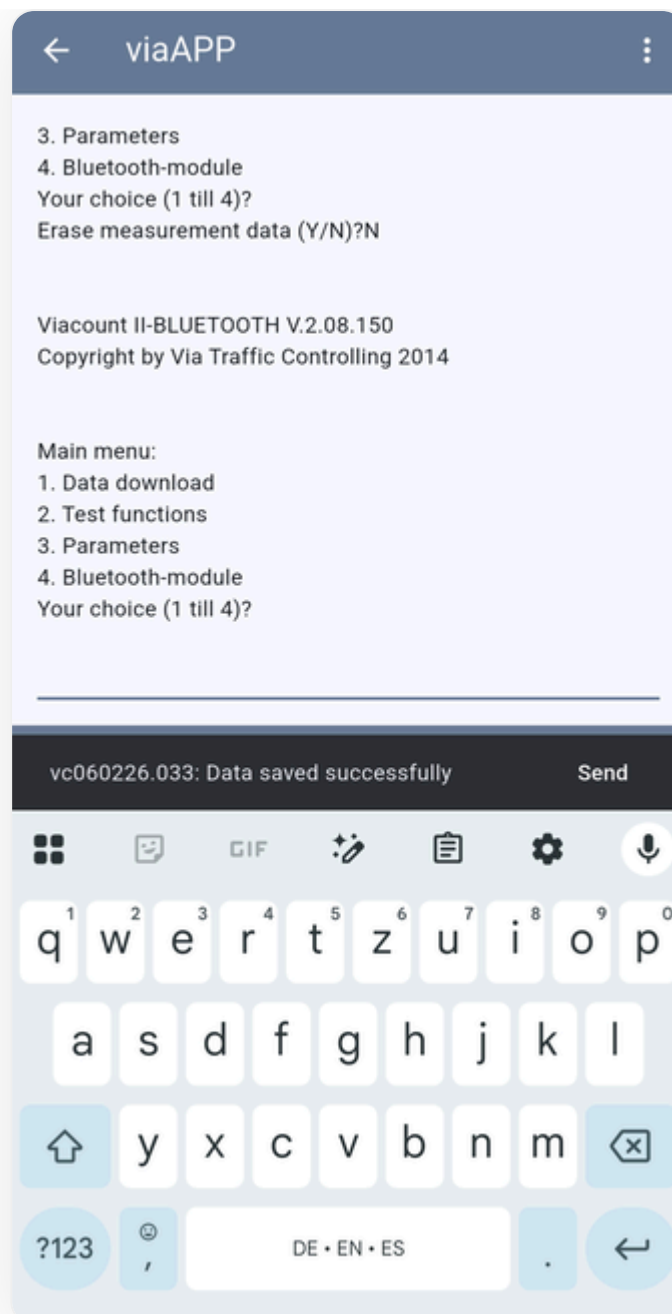 viaAPP
3. Parameters
4. Bluetooth-module
Your choice (1 till 4)?
Erase measurement data (Y/N)?N
Viacount II-BLUETOOTH V.2.08.150
Copyright by Via Traffic Controlling 2014
Main menu:
1. Data download
2. Test functions
3. Parameters
4. Bluetooth-module
Your choice (1 till 4)?
vc060226.033: Data saved successfully Send
GIF
1 2 3 4 5 6 7 8 9 0
q w e r t z u i o p
a s d f g h j k l
y x c v b n m
?123 , DE • EN • ES .